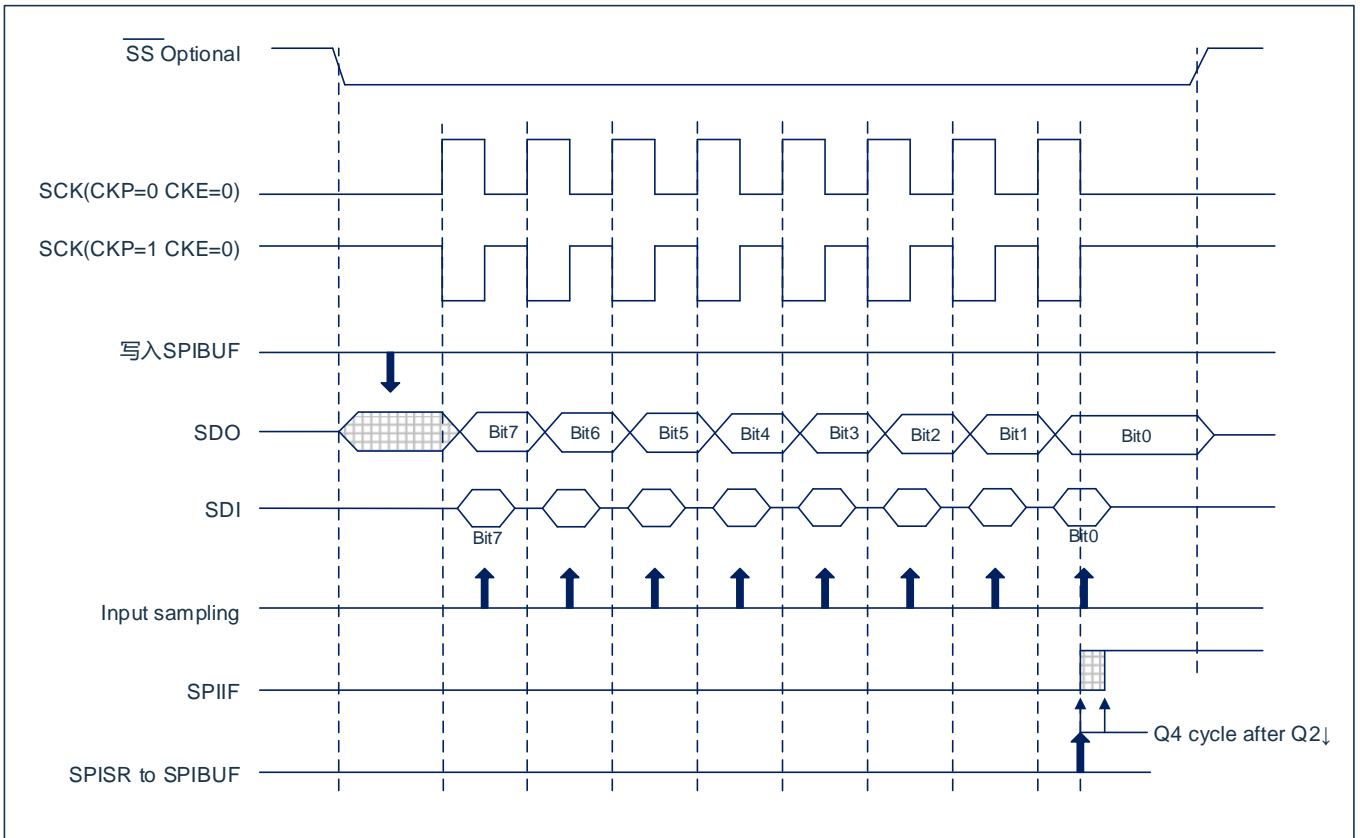 SS Optional
SCK(CKP=0 CKE=0)
SCK(CKP=1 CKE=0)
写入SPIBUF
SDO
Bit7
Bit6
Bit5
Bit4
Bit3
Bit2
Bit1
Bit0
SDI
Bit7
Bit0
Input sampling
SPIIF
Q4 cycle after Q2↓
SPISR to SPIBUF